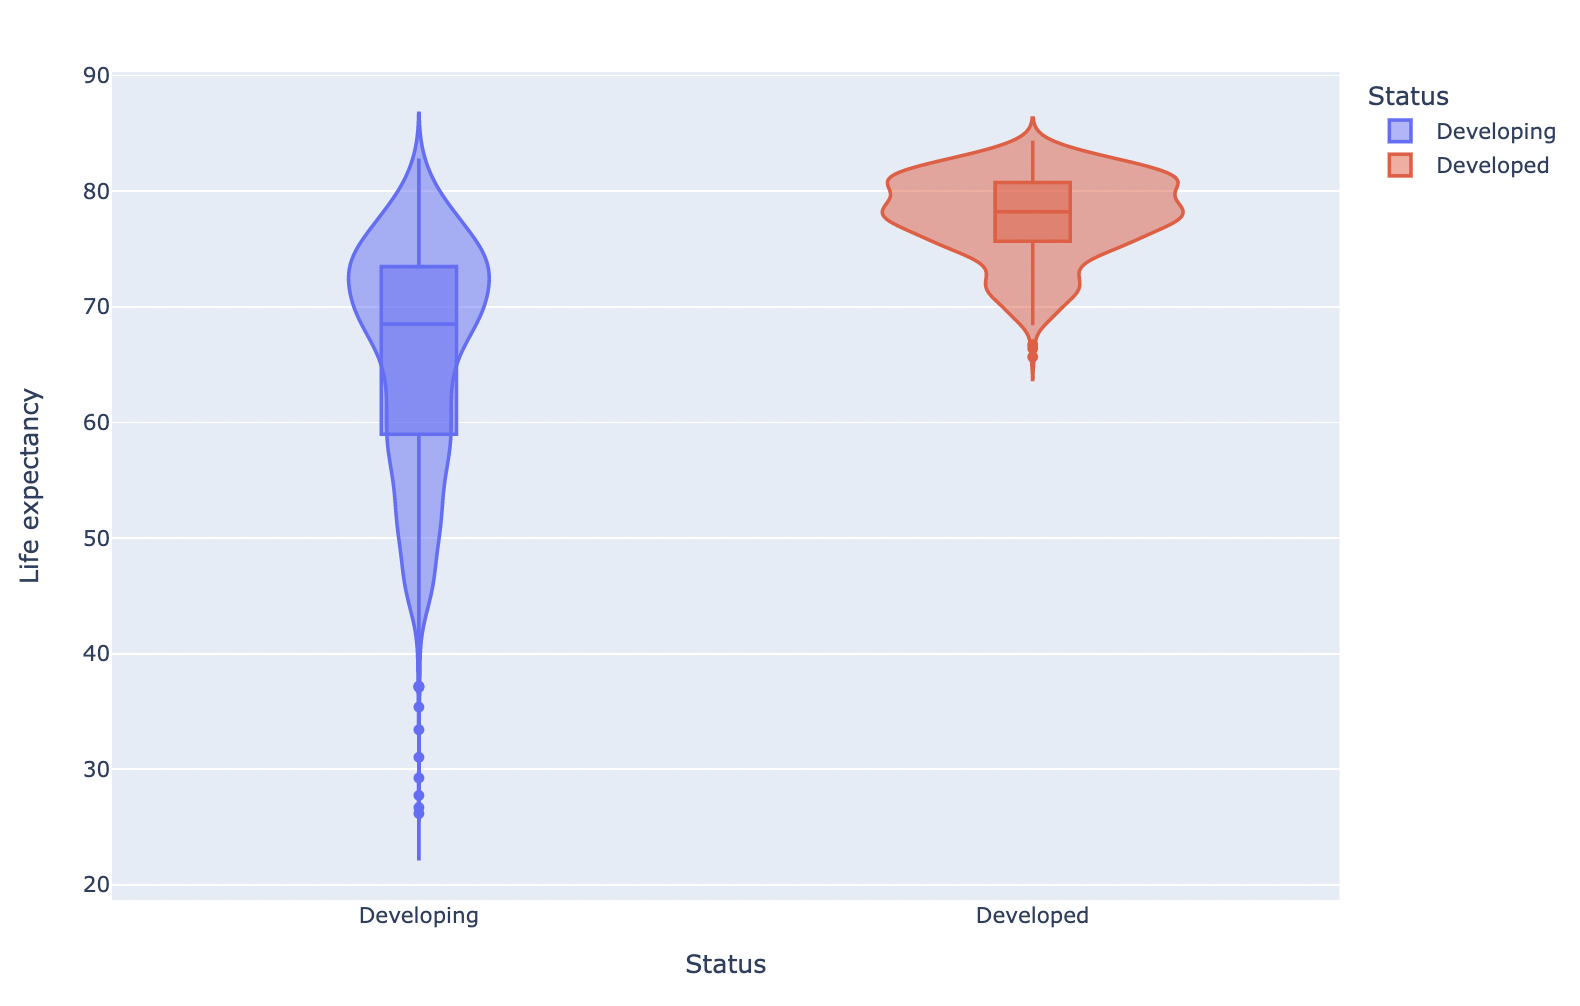 90
80
70
60
50
40
30
20
Life expectancy
Developing
Developed
Status
Status
Developing
Developed